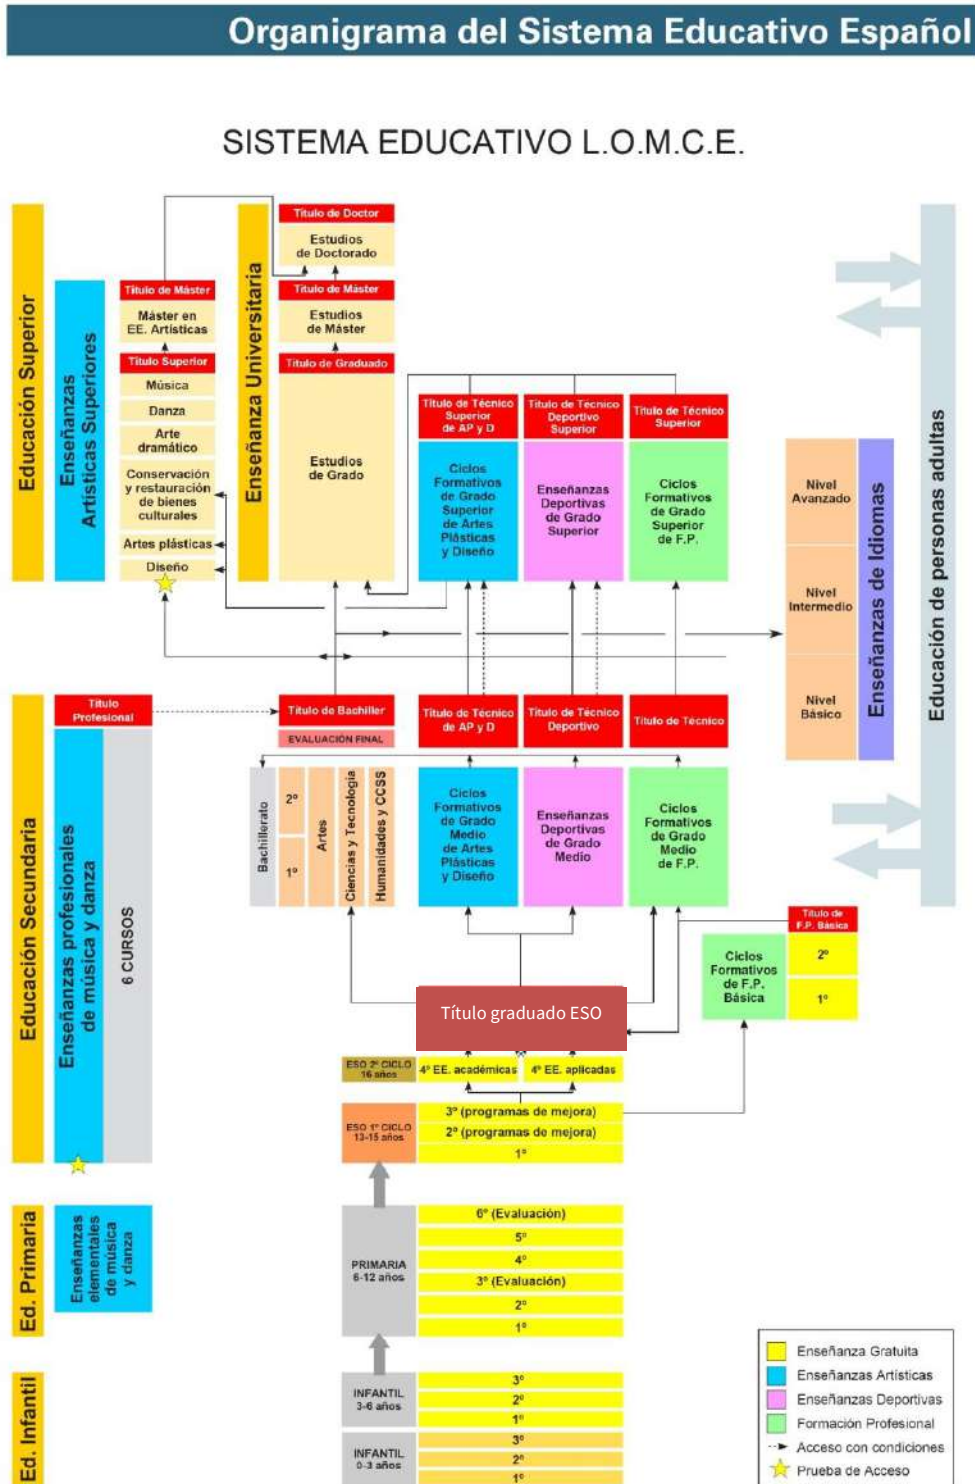 Organigrama del Sistema Educativo Español
SISTEMA EDUCATIVO L.O.M.C.E.
Educación Superior
Enseñanzas
Artísticas Superiores
Título de Máster
Máster en
EE. Artísticas
Título Superior
Música
Danza
Arte
dramático
Conservación
y restauración
de bienes
culturales
Artes plásticas
Diseño
Enseñanza Universitaria
Título de Doctor
Estudios
de Doctorado
Título de Máster
Estudios
de Máster
Título de Graduado
Estudios
de Grado
Título de Técnico
Superior
de AP y D
Ciclos
Formativos
de Grado
Superior
de Artes
Plásticas
y Diseño
Título de Técnico
Deportivo
Superior
Enseñanzas
Deportivas
de Grado
Superior
Título de Técnico
Superior
Ciclos
Formativos
de Grado
Superior
de F.P.
Nivel
Avanzado
Nivel
Intermedio
Nivel
Básico
Enseñanzas de Idiomas
Educación de personas adultas
Educación Secundaria
Título
Profesional
Enseñanzas profesionales
de música y danza
6 CURSOS
Título de Bachiller
EVALUACIÓN FINAL
Bachillerato
2º
1º
Artes
Ciencias y Tecnología
Humanidades y CCSS
Título de Técnico
de AP y D
Ciclos
Formativos
de Grado
Medio
de Artes
Plásticas
y Diseño
Título de Técnico
Deportivo
Enseñanzas
Deportivas
de Grado
Medio
Título de Técnico
Ciclos
Formativos
de Grado
Medio
de F.P.
Título de
F.P. Básica
Ciclos
Formativos
de F.P.
Básica
2º
1º
Título graduado ESO
ESO 2º CICLO
16 años
4º EE. académicas
4º EE. aplicadas
ESO 1º CICLO
13-15 años
3º (programas de mejora)
2º (programas de mejora)
1º
Ed. Primaria
Enseñanzas
elementales
de música
y danza
PRIMARIA
6-12 años
6º (Evaluación)
5º
4º
3º (Evaluación)
2º
1º
Ed. Infantil
INFANTIL
3-6 años
3º
2º
1º
INFANTIL
0-3 años
3º
2º
1º
Enseñanza Gratuita
Enseñanzas Artísticas
Enseñanzas Deportivas
Formación Profesional
Acceso con condiciones
Prueba de Acceso